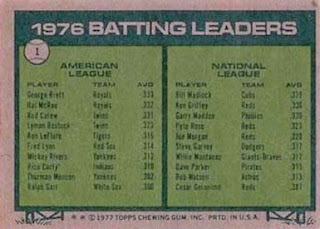 1976 BATTING LEADERS
1
AMERICAN LEAGUE
PLAYER TEAM AVG
George Brett Royals .333
Hal McRae Royals .332
Rod Carew Twins .331
Lyman Bostock Twins .323
Ron LeFlore Tigers .316
Fred Lynn Red Sox .314
Mickey Rivers Yankees .312
Rico Carty Indians .310
Thurman Munson Yankees .302
Ralph Garr White Sox .300
NATIONAL LEAGUE
PLAYER TEAM AVG
Bill Madlock Cubs .339
Ken Griffey Reds .336
Garry Maddox Phillies .330
Pete Rose Reds .323
Joe Morgan Reds .320
Steve Garvey Dodgers .317
Willie Montanez Giants-Braves .317
Dave Parker Pirates .313
Bob Watson Astros .313
Cesar Geronimo Reds .307
* * © 1977 TOPPS CHEWING GUM, INC. PRTD. IN U.S.A.